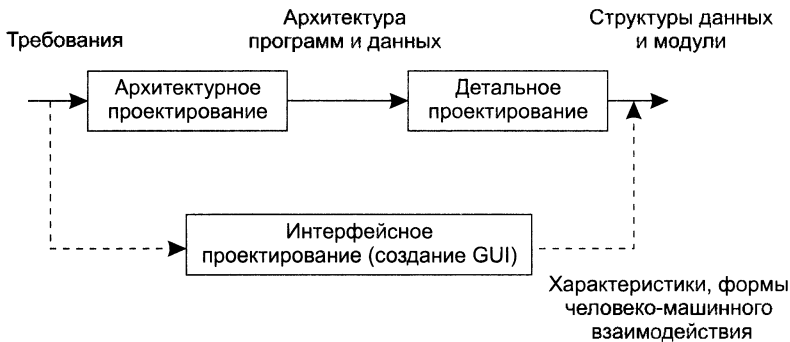 Требования
Архитектура
программ и данных
Структуры данных
и модули
Архитектурное
проектирование
Детальное
проектирование
Интерфейсное
проектирование (создание GUI)
Характеристики, формы
человеко-машинного
взаимодействия